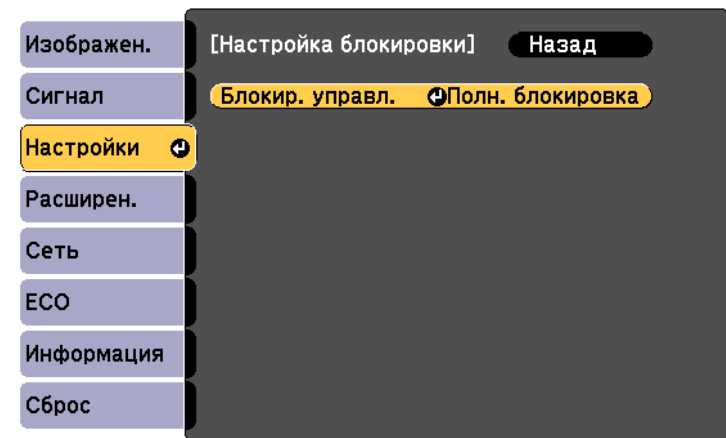 Изображен.
Сигнал
Настройки
Расширен.
Сеть
ECO
Информация
Сброс
[Настройка блокировки] Назад
Блокир. управл. Полн. блокировка